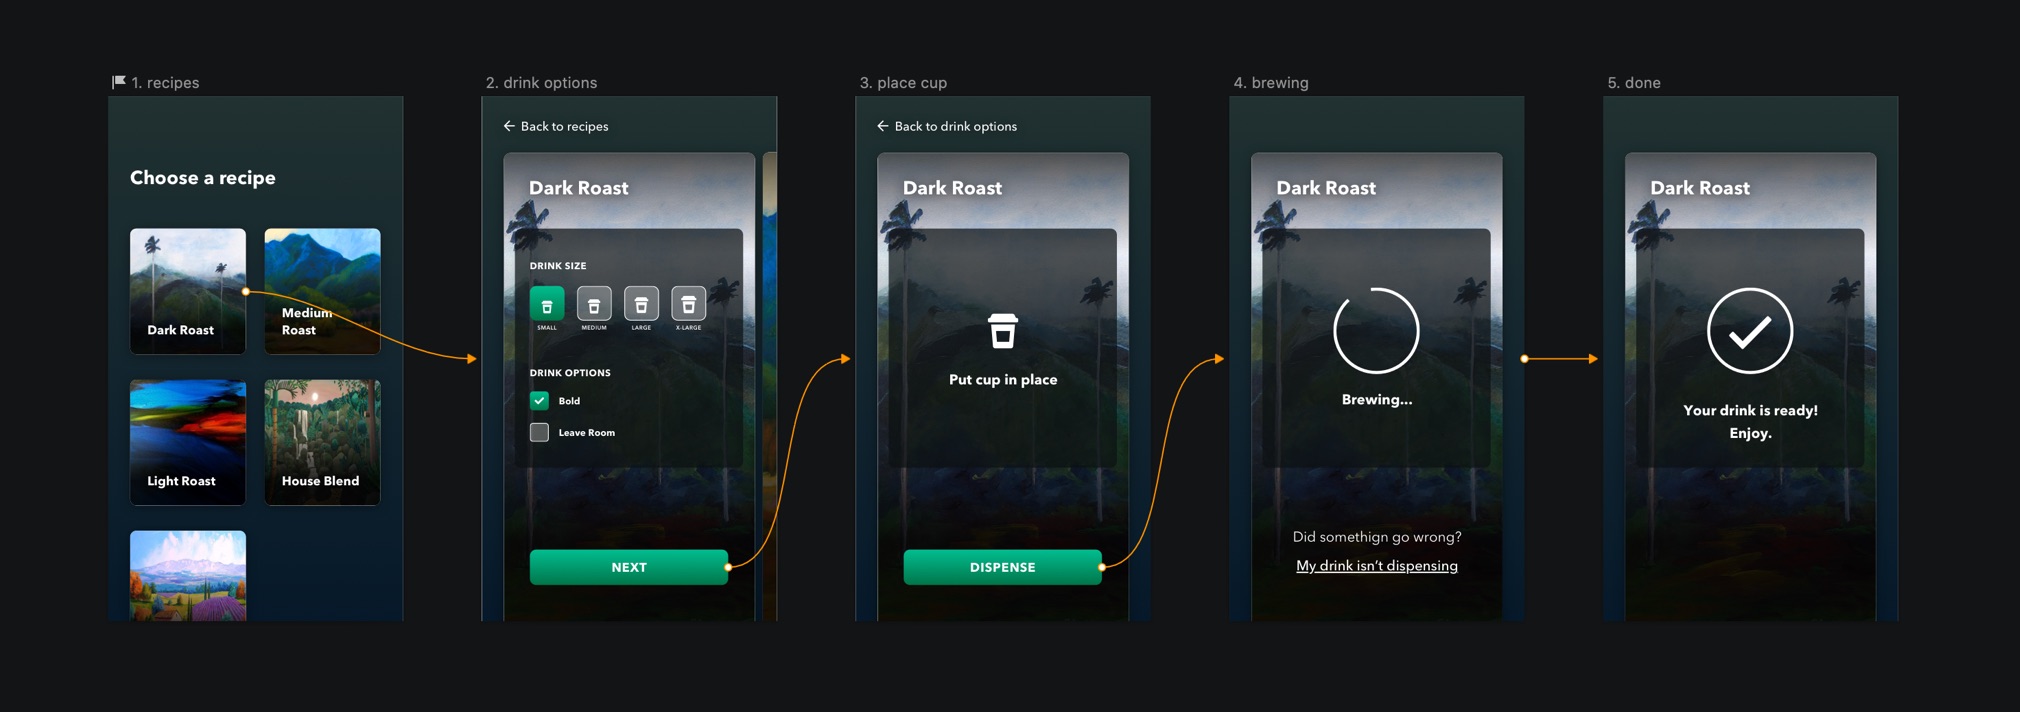 1. recipes
Choose a recipe
Dark Roast
Medium
Roast
Light Roast
House Blend
2. drink options
Back to recipes
Dark Roast
DRINK SIZE
SMALL MEDIUM LARGE X-LARGE
DRINK OPTIONS
Bold
Leave Room
NEXT
3. place cup
Back to drink options
Dark Roast
Put cup in place
DISPENSE
4. brewing
Dark Roast
Brewing...
Did somethign go wrong?
My drink isn't dispensing
5. done
Dark Roast
Your drink is ready!
Enjoy.